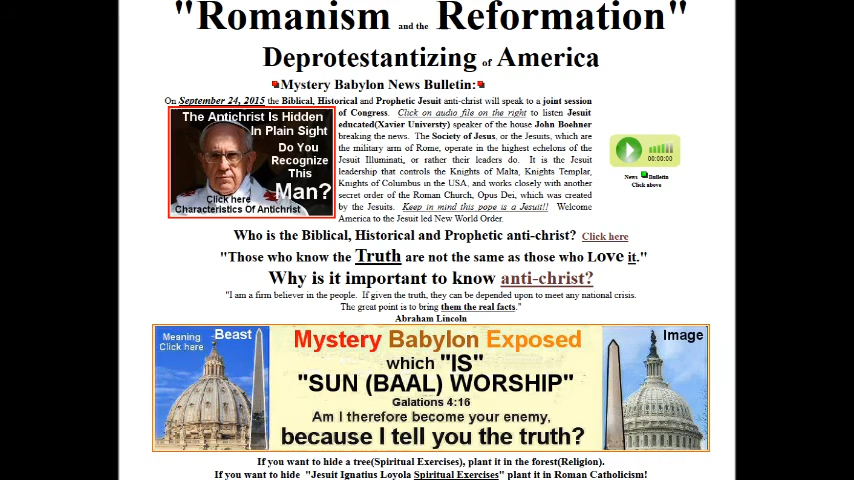 "Romanism and the Reformation"
Deprotestantizing of America
Mystery Babylon News Bulletin:
On September 24, 2015 the Biblical, Historical and Prophetic Jesuit anti-christ will speak to a joint session
of Congress. Click on audio file on the right to listen Jesuit
educated(Xavier Universty) speaker of the house John Boehner
breaking the news. The Society of Jesus, or the Jesuits, which are
the military arm of Rome, operate in the highest echelons of the
Jesuit Illuminati, or rather their leaders do. It is the Jesuit
leadership that controls the Knights of Malta, Knights Templar,
Knights of Columbus in the USA, and works closely with another
secret order of the Roman Church, Opus Dei, which was created
by the Jesuits. Keep in mind this pope is a Jesuit!! Welcome
America to the Jesuit led New World Order.
The Antichrist Is Hidden
In Plain Sight
Do You
Recognize
This
Man?
Click here
Characteristics Of Antichrist
00:00:00
News Bulletin
Click above
Who is the Biblical, Historical and Prophetic anti-christ? Click here
"Those who know the Truth are not the same as those who Love it."
Why is it important to know anti-christ?
"I am a firm believer in the people. If given the truth, they can be depended upon to meet any national crisis.
The great point is to bring them the real facts."
Abraham Lincoln
Meaning
Click here
Beast
Mystery Babylon Exposed
which "IS"
"SUN (BAAL) WORSHIP"
Galations 4:16
Am I therefore become your enemy,
because I tell you the truth?
Image
If you want to hide a tree(Spiritual Exercises), plant it in the forest(Religion).
If you want to hide "Jesuit Ignatius Loyola Spiritual Exercises" plant it in Roman Catholicism!